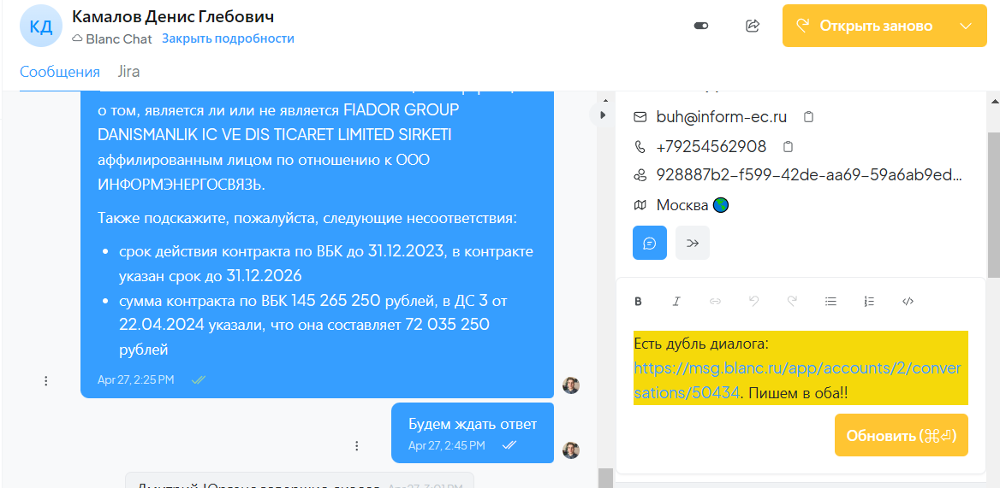 КД
Камалов Денис Глебович
Blanc Chat Закрыть подробности
Открыть заново
Сообщения Jira
о том, является ли или не является FIADOR GROUP
DANISMANLIK IC VE DIS TICARET LIMITED SIRKETI
аффилированным лицом по отношению к ООО
ИНФОРМЭНЕРГОСВЯЗЬ.
Также подскажите, пожалуйста, следующие несоответствия:
• срок действия контракта по ВБК до 31.12.2023, в контракте
указан срок до 31.12.2026
• сумма контракта по ВБК 145 265 250 рублей, в ДС 3 от
22.04.2024 указали, что она составляет 72 035 250
рублей
Apr 27, 2:25 PM
Будем ждать ответ
Apr 27, 2:45 PM
buh@inform-ec.ru
+79254562908
928887b2-f599-42de-aa69-59a6ab9ed...
Москва
B I
Есть дубль диалога:
https://msg.blanc.ru/app/accounts/2/conver
sations/50434. Пишем в оба!!
Обновить (⌘⏎)